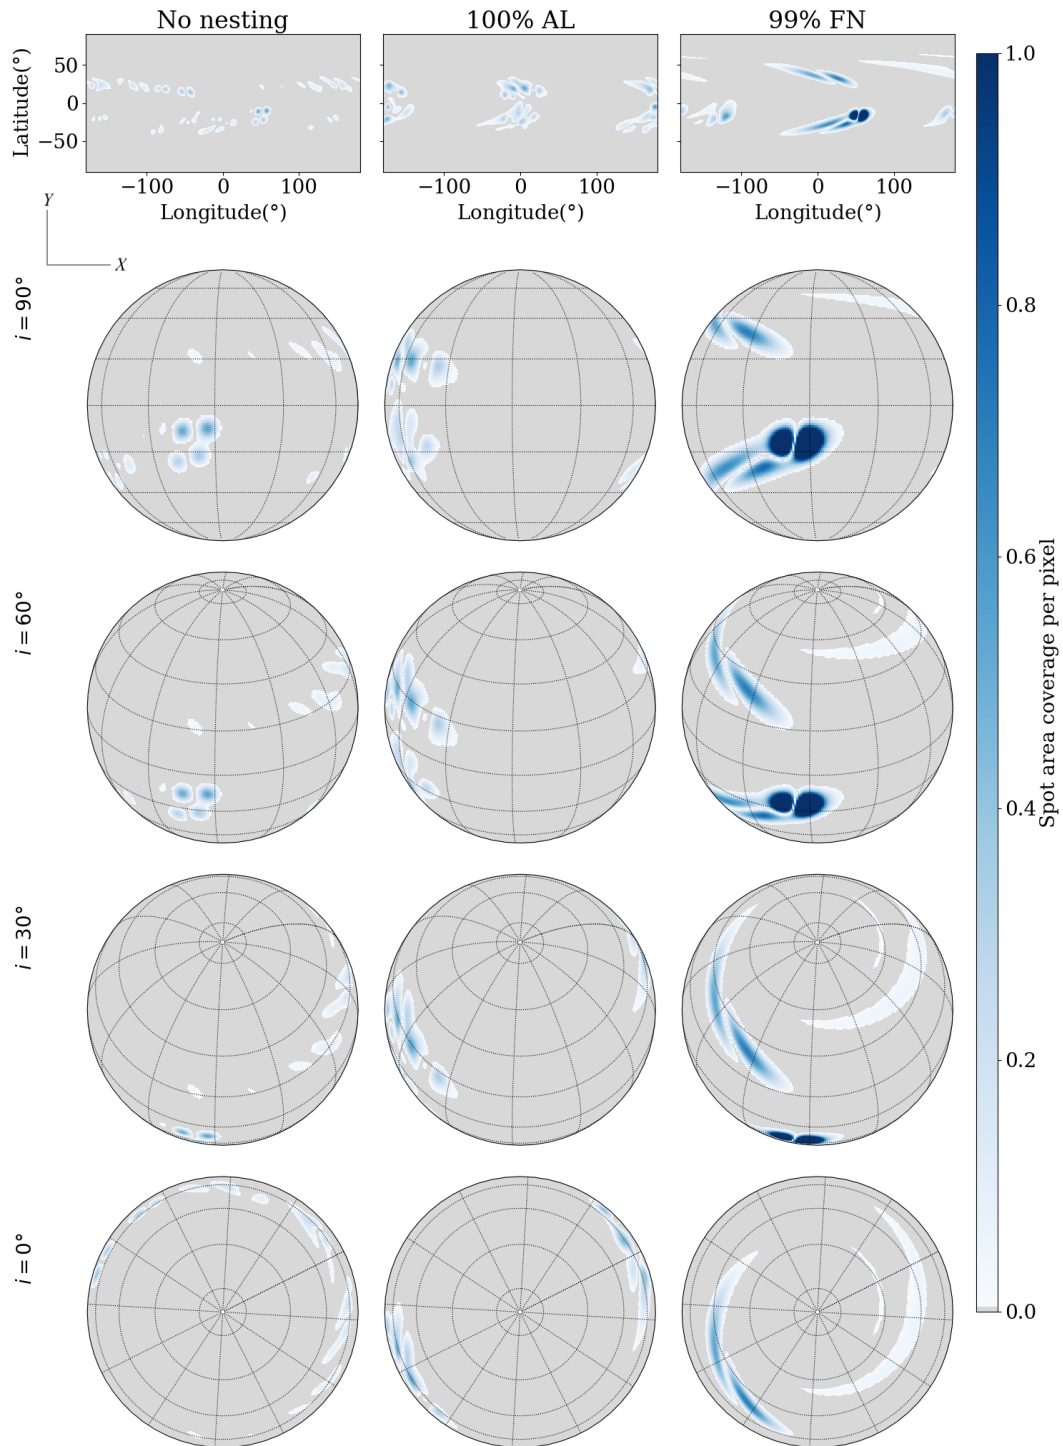 No nesting 100% AL 99% FN
Latitude(°)
50
0
−50
−100 0 100 −100 0 100 −100 0 100
Longitude(°) Longitude(°) Longitude(°)
Y
X
i = 90°
i = 60°
i = 30°
i = 0°
1.0
0.8
0.6
0.4
0.2
0.0
Spot area coverage per pixel